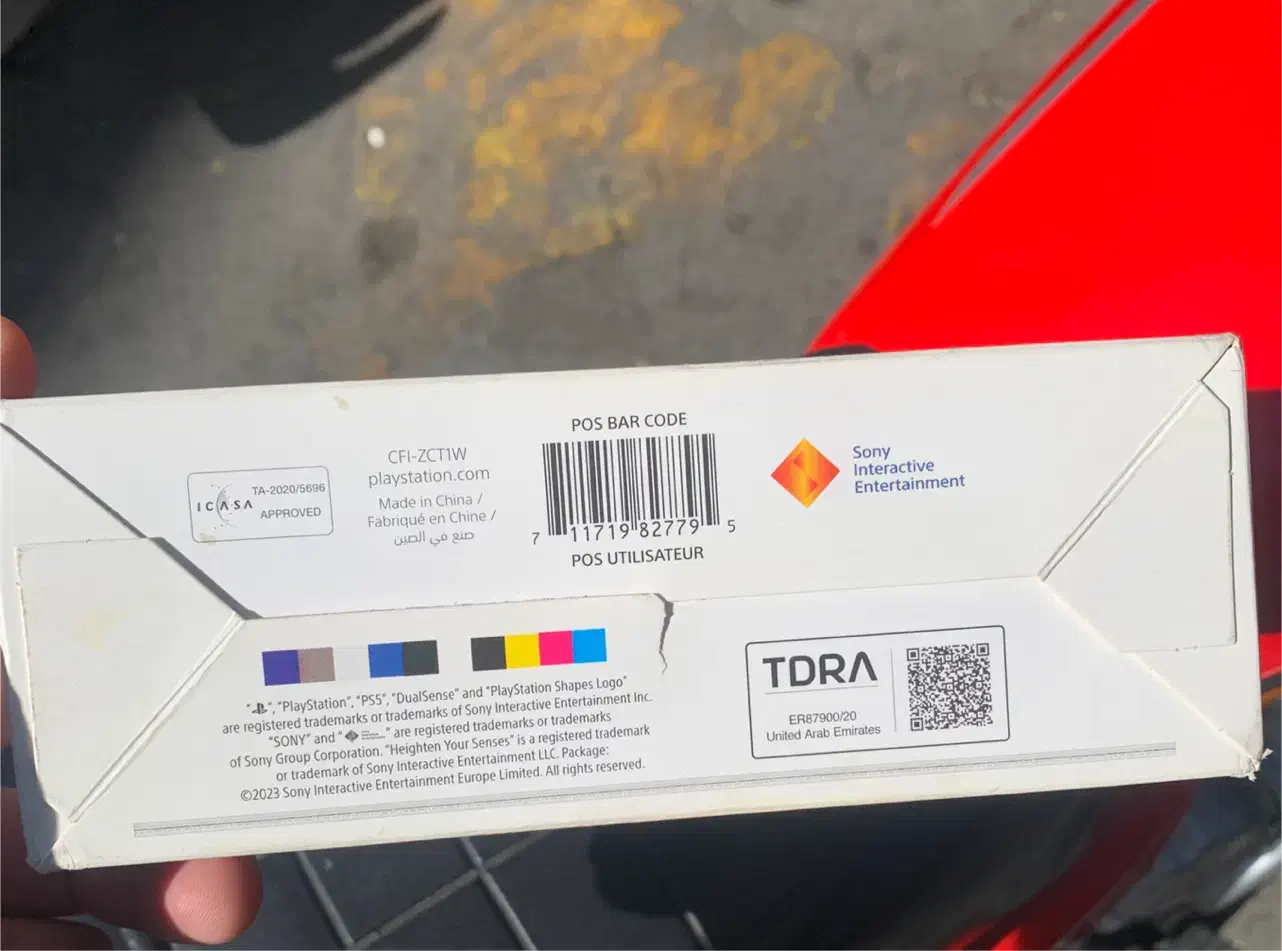 POS BAR CODE
CFI-ZCT1W
playstation.com
Made in China /
Fabriqué en Chine /
صنع في الصين
ICASA
TA-2020/5696
APPROVED
7 11719 82779 5
POS UTILISATEUR
Sony
Interactive
Entertainment
"", "PlayStation", "PS5", "DualSense" and "PlayStation Shapes Logo"
are registered trademarks or trademarks of Sony Interactive Entertainment Inc.
"SONY" and "" are registered trademarks or trademarks
of Sony Group Corporation. "Heighten Your Senses" is a registered trademark
or trademark of Sony Interactive Entertainment LLC. Package:
©2023 Sony Interactive Entertainment Europe Limited. All rights reserved.
TDRA
ER87900/20
United Arab Emirates